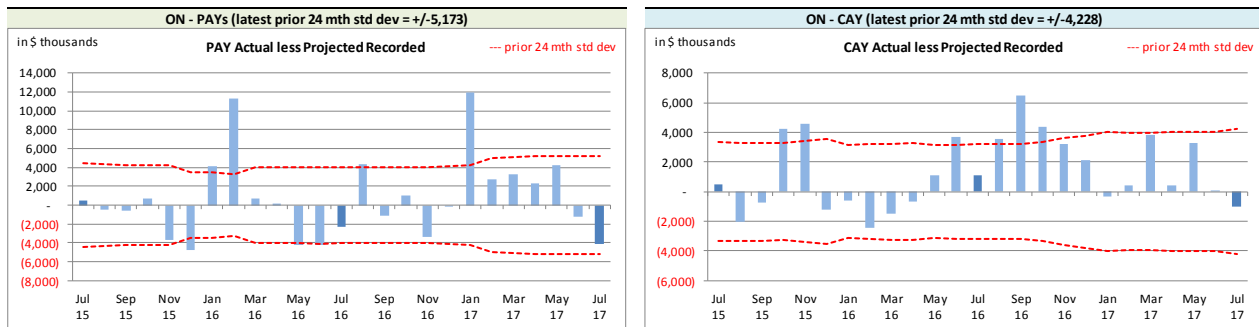 ON - PAYs (latest prior 24 mth std dev = +/-5,173)
in $ thousands
PAY Actual less Projected Recorded
--- prior 24 mth std dev
14,000
12,000
10,000
8,000
6,000
4,000
2,000
-
(2,000)
(4,000)
(6,000)
(8,000)
Jul Sep Nov Jan Mar May Jul Sep Nov Jan Mar May Jul
15 15 15 16 16 16 16 16 16 17 17 17 17
ON - CAY (latest prior 24 mth std dev = +/-4,228)
in $ thousands
CAY Actual less Projected Recorded
--- prior 24 mth std dev
8,000
6,000
4,000
2,000
-
(2,000)
(4,000)
(6,000)
Jul Sep Nov Jan Mar May Jul Sep Nov Jan Mar May Jul
15 15 15 16 16 16 16 16 16 17 17 17 17